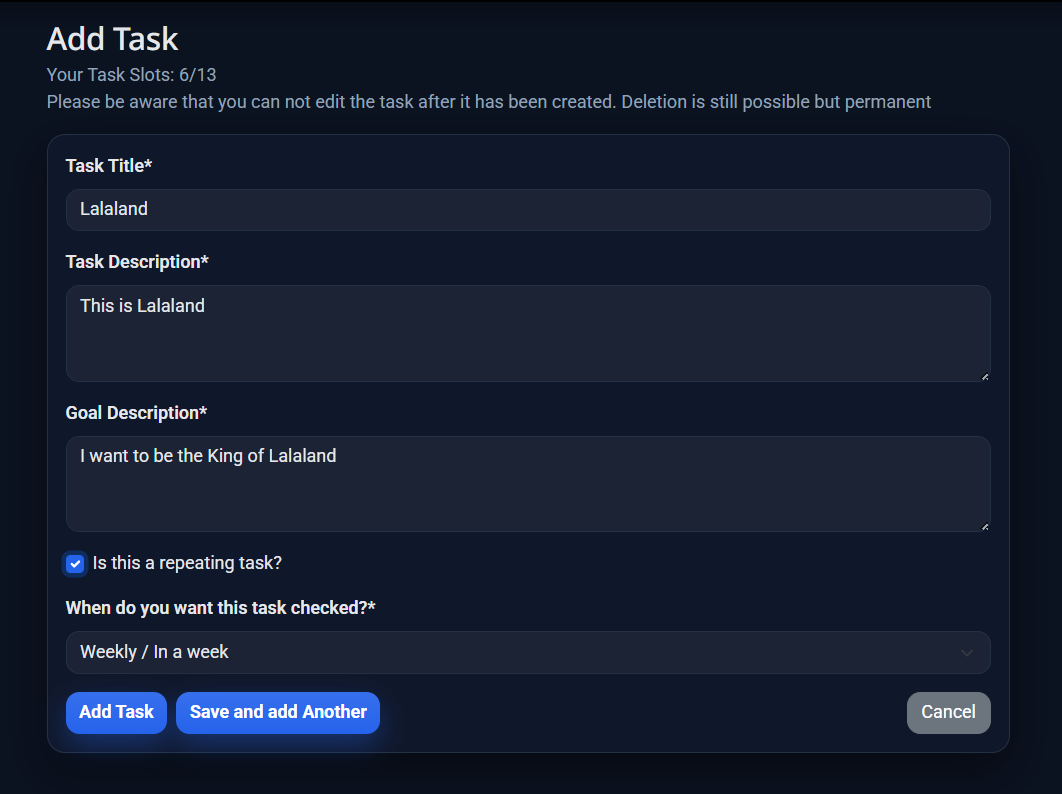 Add Task
Your Task Slots: 6/13
Please be aware that you can not edit the task after it has been created. Deletion is still possible but permanent
Task Title*
Lalaland
Task Description*
This is Lalaland
Goal Description*
I want to be the King of Lalaland
Is this a repeating task?
When do you want this task checked?*
Weekly / In a week
Add Task Save and add Another Cancel